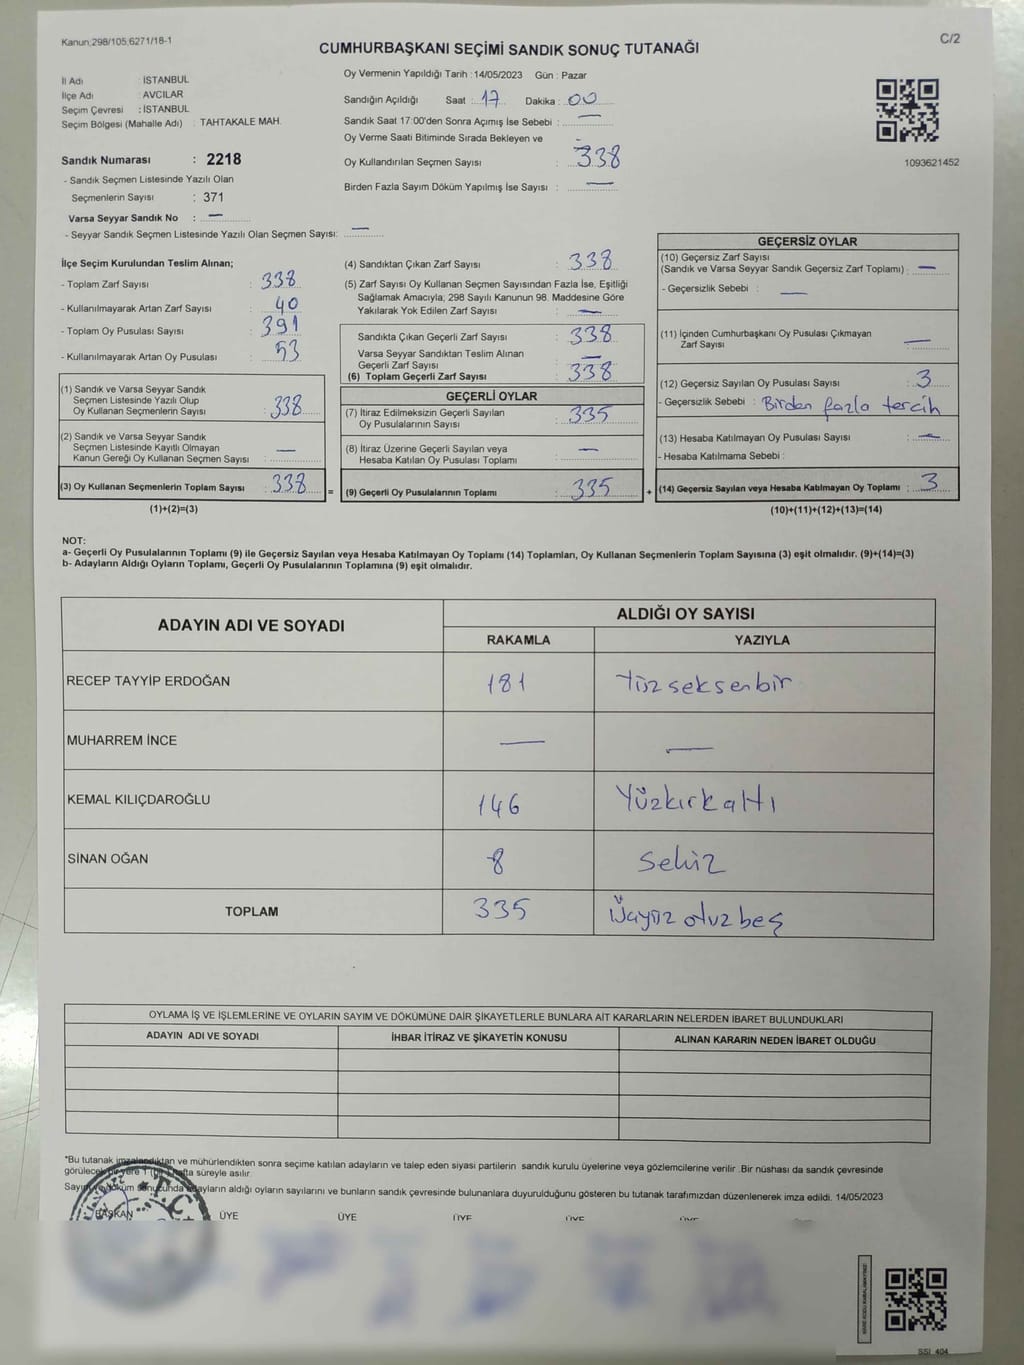 Kanun;298/105;6271/18-1
C/2
CUMHURBAŞKANI SEÇİMİ SANDIK SONUÇ TUTANAĞI
İl Adı : İSTANBUL
İlçe Adı : AVCILAR
Seçim Çevresi : İSTANBUL
Seçim Bölgesi (Mahalle Adı) : TAHTAKALE MAH.
Sandık Numarası : 2218
- Sandık Seçmen Listesinde Yazılı Olan
Seçmenlerin Sayısı : 371
Varsa Seyyar Sandık No : —
- Seyyar Sandık Seçmen Listesinde Yazılı Olan Seçmen Sayısı: —
Oy Vermenin Yapıldığı Tarih : 14/05/2023 Gün : Pazar
Sandığın Açıldığı Saat : 17 Dakika : 00
Sandık Saat 17:00'den Sonra Açımış İse Sebebi : —
Oy Verme Saati Bitiminde Sırada Bekleyen ve
Oy Kullandırılan Seçmen Sayısı : 338
Birden Fazla Sayım Döküm Yapılmış İse Sayısı : —
1093621452
İlçe Seçim Kurulundan Teslim Alınan;
- Toplam Zarf Sayısı : 338
- Kullanılmayarak Artan Zarf Sayısı : 40
- Toplam Oy Pusulası Sayısı : 391
- Kullanılmayarak Artan Oy Pusulası : 53
(1) Sandık ve Varsa Seyyar Sandık
Seçmen Listesinde Yazılı Olup
Oy Kullanan Seçmenlerin Sayısı : 338
(2) Sandık ve Varsa Seyyar Sandık
Seçmen Listesinde Kayıtlı Olmayan
Kanun Gereği Oy Kullanan Seçmen Sayısı : —
(3) Oy Kullanan Seçmenlerin Toplam Sayısı : 338
(1)+(2)=(3)
(4) Sandıktan Çıkan Zarf Sayısı : 338
(5) Zarf Sayısı Oy Kullanan Seçmen Sayısından Fazla İse, Eşitliği
Sağlamak Amacıyla; 298 Sayılı Kanunun 98. Maddesine Göre
Yakılarak Yok Edilen Zarf Sayısı : —
Sandıkta Çıkan Geçerli Zarf Sayısı : 338
Varsa Seyyar Sandıktan Teslim Alınan
Geçerli Zarf Sayısı : —
(6) Toplam Geçerli Zarf Sayısı : 338
GEÇERLİ OYLAR
(7) İtiraz Edilmeksizin Geçerli Sayılan
Oy Pusulalarının Sayısı : 335
(8) İtiraz Üzerine Geçerli Sayılan veya
Hesaba Katılan Oy Pusulası Toplamı : —
= (9) Geçerli Oy Pusulalarının Toplamı : 335 +
GEÇERSİZ OYLAR
(10) Geçersiz Zarf Sayısı
(Sandık ve Varsa Seyyar Sandık Geçersiz Zarf Toplamı) : —
- Geçersizlik Sebebi : —
(11) İçinden Cumhurbaşkanı Oy Pusulası Çıkmayan
Zarf Sayısı : —
(12) Geçersiz Sayılan Oy Pusulası Sayısı : 3
- Geçersizlik Sebebi : Birden fazla tercih
(13) Hesaba Katılmayan Oy Pusulası Sayısı : —
- Hesaba Katılmama Sebebi :
(14) Geçersiz Sayılan veya Hesaba Katılmayan Oy Toplamı : 3
(10)+(11)+(12)+(13)=(14)
NOT:
a- Geçerli Oy Pusulalarının Toplamı (9) ile Geçersiz Sayılan veya Hesaba Katılmayan Oy Toplamı (14) Toplamları, Oy Kullanan Seçmenlerin Toplam Sayısına (3) eşit olmalıdır. (9)+(14)=(3)
b- Adayların Aldığı Oyların Toplamı, Geçerli Oy Pusulalarının Toplamına (9) eşit olmalıdır.
ADAYIN ADI VE SOYADI
ALDIĞI OY SAYISI
RAKAMLA YAZIYLA
RECEP TAYYİP ERDOĞAN 181 Yüzseksenbir
MUHARREM İNCE — —
KEMAL KILIÇDAROĞLU 146 Yüzkırkaltı
SİNAN OĞAN 8 Sekiz
TOPLAM 335 Üçyüz otuz beş
OYLAMA İŞ VE İŞLEMLERİNE VE OYLARIN SAYIM VE DÖKÜMÜNE DAİR ŞİKAYETLERLE BUNLARA AİT KARARLARIN NELERDEN İBARET BULUNDUKLARI
ADAYIN ADI VE SOYADI İHBAR İTİRAZ VE ŞİKAYETİN KONUSU ALINAN KARARIN NEDEN İBARET OLDUĞU
*Bu tutanak imzalandıktan ve mühürlendikten sonra seçime katılan adayların ve talep eden siyasi partilerin sandık kurulu üyelerine veya gözlemcilerine verilir .Bir nüshası da sandık çevresinde
görülecek bir yere 1 (bir) hafta süreyle asılır.
Sayım ve döküm sonucunda adayların aldığı oyların sayılarını ve bunların sandık çevresinde bulunanlara duyurulduğunu gösteren bu tutanak tarafımızdan düzenlenerek imza edildi. 14/05/2023
BAŞKAN ÜYE ÜYE ÜYE ÜYE ÜYE
T.C.
SSİ 404